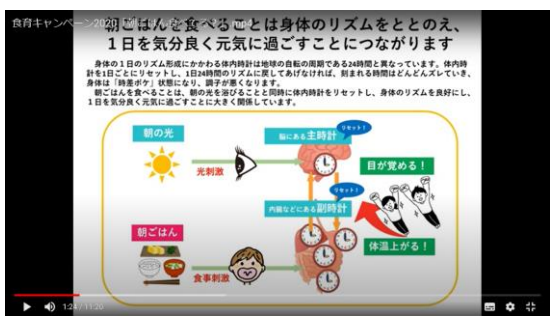 食育キャンペーン2020
.mp4
朝ごはんを食べることは身体のリズムをととのえ、
１日を気分良く元気に過ごすことにつながります
身体の１日のリズム形成にかかわる体内時計は地球の自転の周期である24時間と異なっています。体内時
計を1日ごとにリセットし、1日24時間のリズムに戻してあげなければ、刻まれる時間はどんどんズレていき、
身体は「時差ボケ」状態になり、調子が悪くなります。
朝ごはんを食べることは、朝の光を浴びることと同時に体内時計をリセットし、身体のリズムを良好にし、
１日を気分良く元気に過ごすことに大きく関係しています。
朝の光
光刺激
脳にある主時計
リセット！
目が覚める！
リセット！
内臓などにある副時計
朝ごはん
食事刺激
体温上がる！
1:24 / 11:20